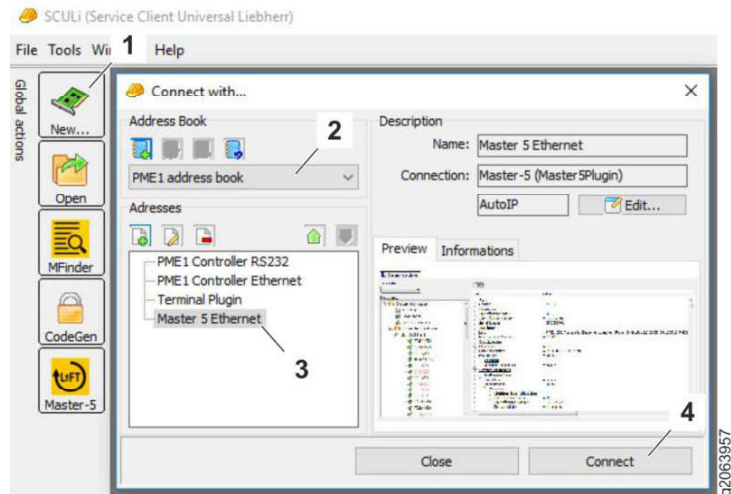 SCULi (Service Client Universal Liebherr)
File Tools Wi 1 Help
Global actions
New...
Open
MFinder
CodeGen
LIFT
Master-5
Connect with...
Address Book
2
PME1 address book
Adresses
PME1 Controller RS232
PME1 Controller Ethernet
Terminal Plugin
Master 5 Ethernet
3
Description
Name: Master 5 Ethernet
Connection: Master-5 (Master5Plugin)
AutoIP Edit...
Preview Informations
4
Close Connect
g2063957